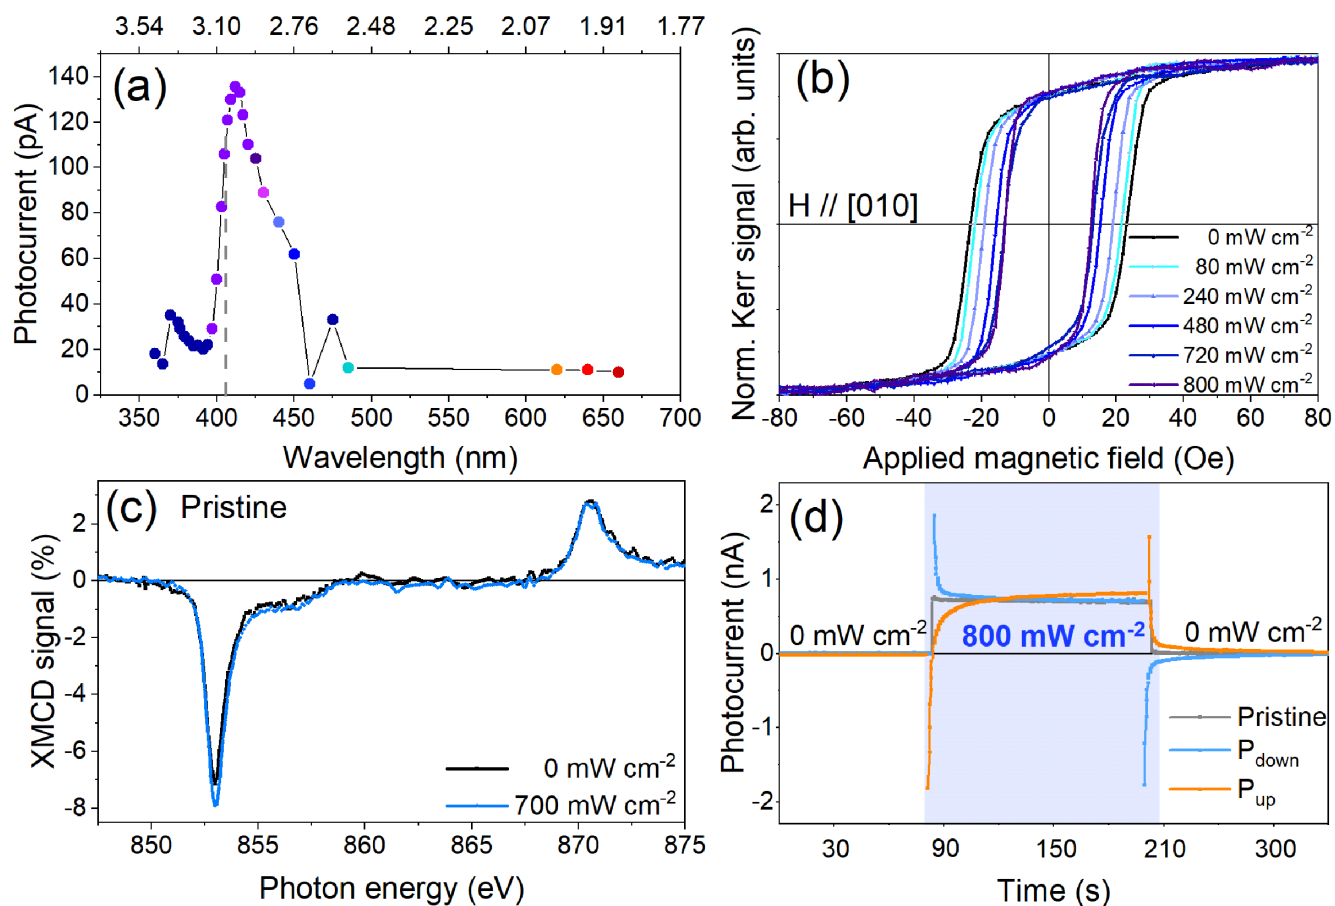 3.54 3.10 2.76 2.48 2.25 2.07 1.91 1.77
(a)
Photocurrent (pA)
140
120
100
80
60
40
20
0
350 400 450 500 550 600 650 700
Wavelength (nm)
(b)
Norm. Kerr signal (arb. units)
H // [010]
0 mW cm-2
80 mW cm-2
240 mW cm-2
480 mW cm-2
720 mW cm-2
800 mW cm-2
-80 -60 -40 -20 0 20 40 60 80
Applied magnetic field (Oe)
(c) Pristine
XMCD signal (%)
2
0
-2
-4
-6
-8
0 mW cm-2
700 mW cm-2
850 855 860 865 870 875
Photon energy (eV)
(d)
Photocurrent (nA)
2
1
0
-1
-2
0 mW cm-2 800 mW cm-2 0 mW cm-2
Pristine
Pdown
Pup
30 90 150 210 300
Time (s)